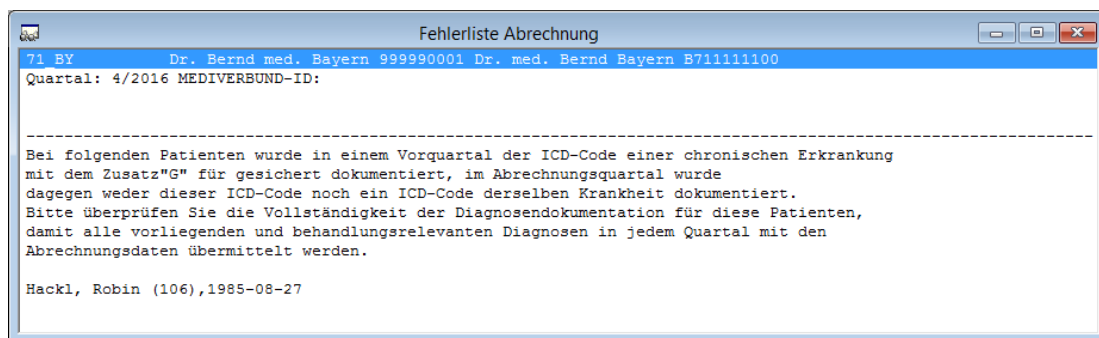 Fehlerliste Abrechnung
71_BY Dr. Bernd med. Bayern 999990001 Dr. med. Bernd Bayern B711111100
Quartal: 4/2016 MEDIVERBUND-ID:
--------------------------------------------------------------------------------------------------------------------
Bei folgenden Patienten wurde in einem Vorquartal der ICD-Code einer chronischen Erkrankung
mit dem Zusatz"G" für gesichert dokumentiert, im Abrechnungsquartal wurde
dagegen weder dieser ICD-Code noch ein ICD-Code derselben Krankheit dokumentiert.
Bitte überprüfen Sie die Vollständigkeit der Diagnosendokumentation für diese Patienten,
damit alle vorliegenden und behandlungsrelevanten Diagnosen in jedem Quartal mit den
Abrechnungsdaten übermittelt werden.
Hackl, Robin (106),1985-08-27